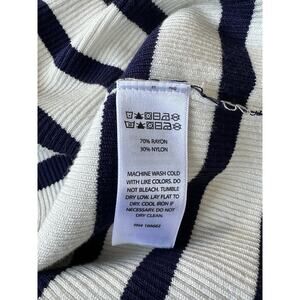 70% RAYON
30% NYLON
MACHINE WASH COLD
WITH LIKE COLORS. DO
NOT BLEACH. TUMBLE
DRY LOW. LAY FLAT TO
DRY. COOL IRON IF
NECESSARY. DO NOT
DRY CLEAN.